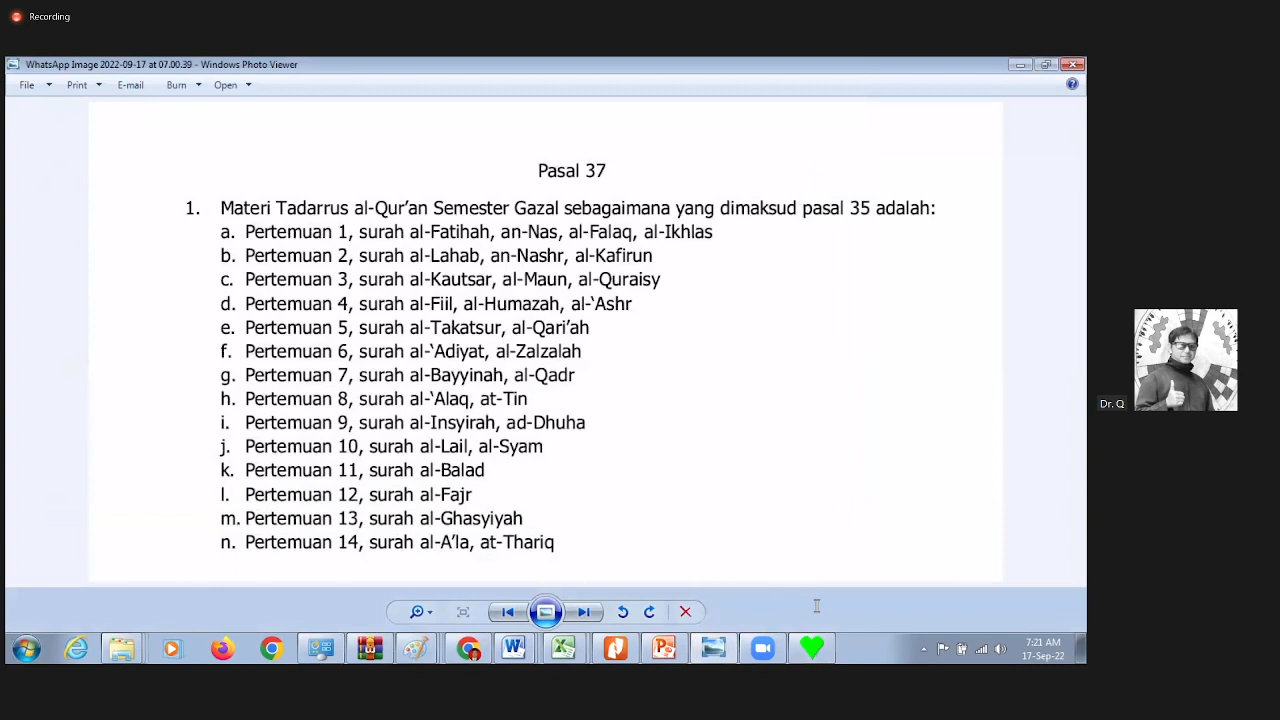 Recording
WhatsApp Image 2022-09-17 at 07.00.39 - Windows Photo Viewer
File Print E-mail Burn Open
Pasal 37
1. Materi Tadarrus al-Qur’an Semester Gazal sebagaimana yang dimaksud pasal 35 adalah:
a. Pertemuan 1, surah al-Fatihah, an-Nas, al-Falaq, al-Ikhlas
b. Pertemuan 2, surah al-Lahab, an-Nashr, al-Kafirun
c. Pertemuan 3, surah al-Kautsar, al-Maun, al-Quraisy
d. Pertemuan 4, surah al-Fiil, al-Humazah, al-‘Ashr
e. Pertemuan 5, surah al-Takatsur, al-Qari’ah
f. Pertemuan 6, surah al-‘Adiyat, al-Zalzalah
g. Pertemuan 7, surah al-Bayyinah, al-Qadr
h. Pertemuan 8, surah al-‘Alaq, at-Tin
i. Pertemuan 9, surah al-Insyirah, ad-Dhuha
j. Pertemuan 10, surah al-Lail, al-Syam
k. Pertemuan 11, surah al-Balad
l. Pertemuan 12, surah al-Fajr
m. Pertemuan 13, surah al-Ghasyiyah
n. Pertemuan 14, surah al-A’la, at-Thariq
Dr. Q
7:21 AM
17-Sep-22